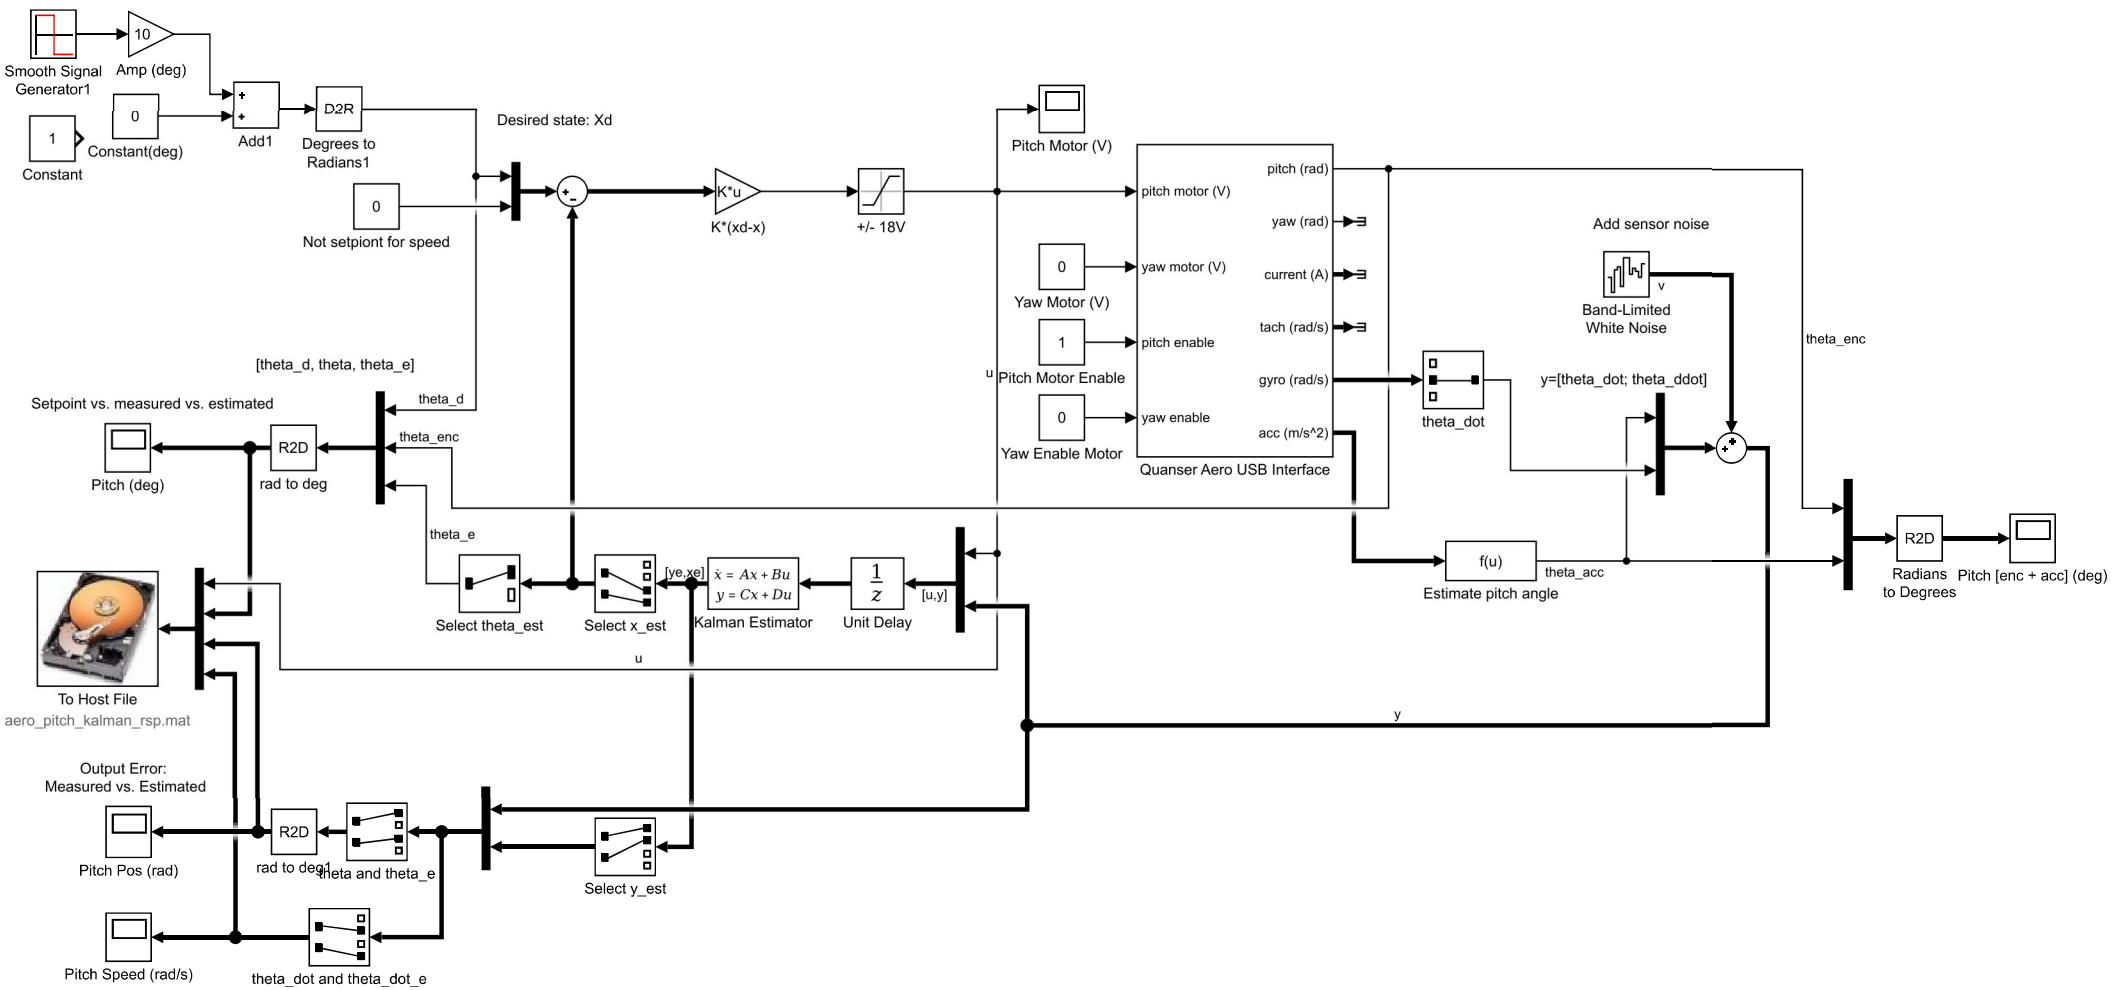 10
Smooth Signal
Generator1
Amp (deg)
+
+
0
1
Constant(deg)
Constant
Add1
D2R
Degrees to
Radians1
Desired state: Xd
0
Not setpiont for speed
+
-
K*u
K*(xd-x)
+/- 18V
Pitch Motor (V)
pitch motor (V)
yaw motor (V)
pitch enable
yaw enable
pitch (rad)
yaw (rad)
current (A)
tach (rad/s)
gyro (rad/s)
acc (m/s^2)
Quanser Aero USB Interface
0
Yaw Motor (V)
1
u
Pitch Motor Enable
0
Yaw Enable Motor
Add sensor noise
v
Band-Limited
White Noise
theta_enc
theta_dot
y=[theta_dot; theta_ddot]
+
+
f(u)
Estimate pitch angle
theta_acc
R2D
Radians
to Degrees
Pitch [enc + acc] (deg)
[theta_d, theta, theta_e]
Setpoint vs. measured vs. estimated
theta_d
theta_enc
theta_e
R2D
rad to deg
Pitch (deg)
Select theta_est
Select x_est
[ye,xe]
ẋ = Ax + Bu
y = Cx + Du
Kalman Estimator
1
z
Unit Delay
[u,y]
u
y
To Host File
aero_pitch_kalman_rsp.mat
Output Error:
Measured vs. Estimated
Pitch Pos (rad)
R2D
rad to deg1
theta and theta_e
Select y_est
Pitch Speed (rad/s)
theta_dot and theta_dot_e